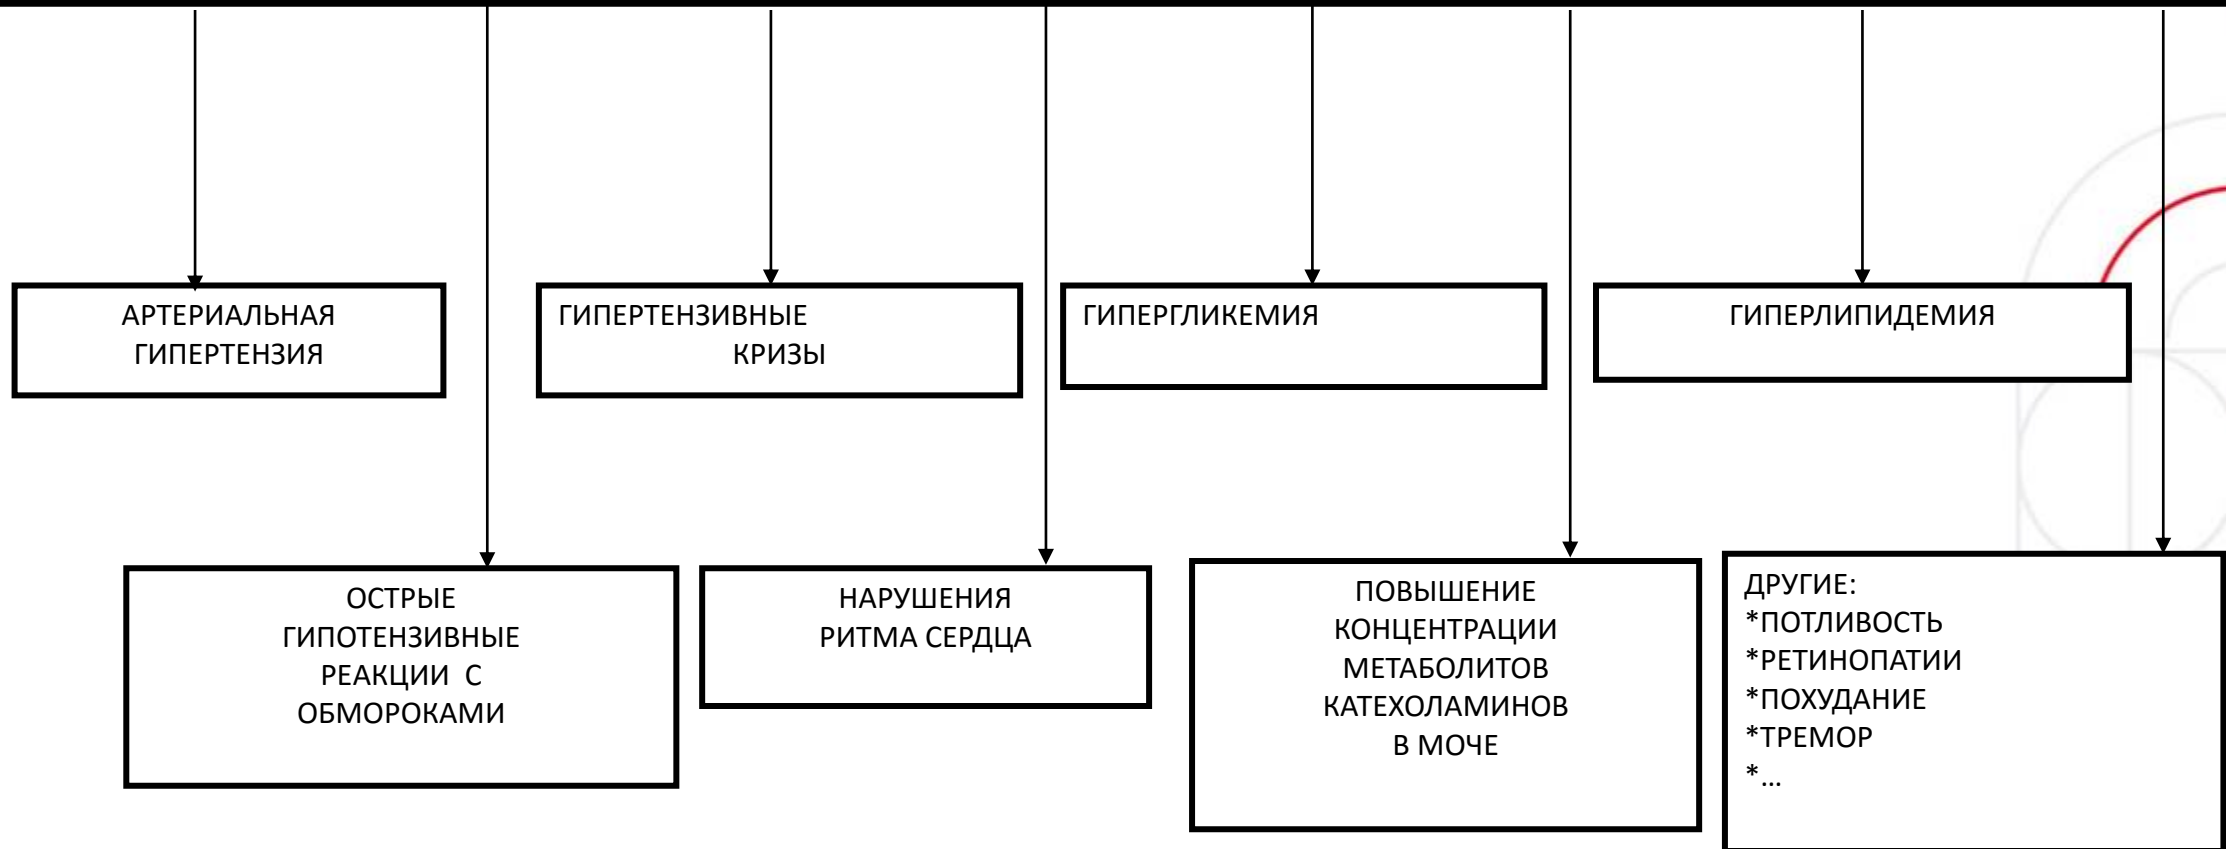 АРТЕРИАЛЬНАЯ
ГИПЕРТЕНЗИЯ
ГИПЕРТЕНЗИВНЫЕ
КРИЗЫ
ГИПЕРГЛИКЕМИЯ
ГИПЕРЛИПИДЕМИЯ
ОСТРЫЕ
ГИПОТЕНЗИВНЫЕ
РЕАКЦИИ С
ОБМОРОКАМИ
НАРУШЕНИЯ
РИТМА СЕРДЦА
ПОВЫШЕНИЕ
КОНЦЕНТРАЦИИ
МЕТАБОЛИТОВ
КАТЕХОЛАМИНОВ
В МОЧЕ
ДРУГИЕ:
*ПОТЛИВОСТЬ
*РЕТИНОПАТИИ
*ПОХУДАНИЕ
*ТРЕМОР
*…